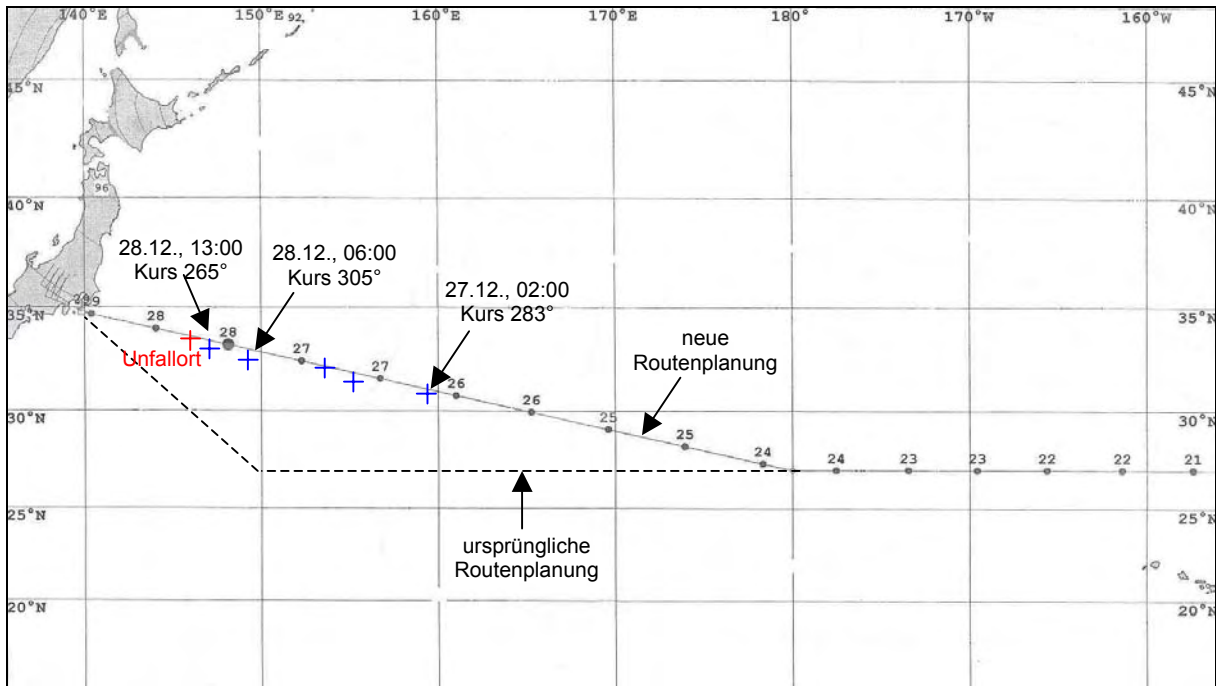 140°E 150°E 160°E 170°E 180° 170°W 160°W
92
45°N 45°N
96
40°N 40°N
28.12., 13:00
Kurs 265°
28.12., 06:00
Kurs 305°
27.12., 02:00
Kurs 283°
35°N 35°N
29
28
28
Unfallort
neue
Routenplanung
27
27
26
26
25
25
24
24
23
23
22
22
21
30°N 30°N
25°N 25°N
ursprüngliche
Routenplanung
20°N 20°N